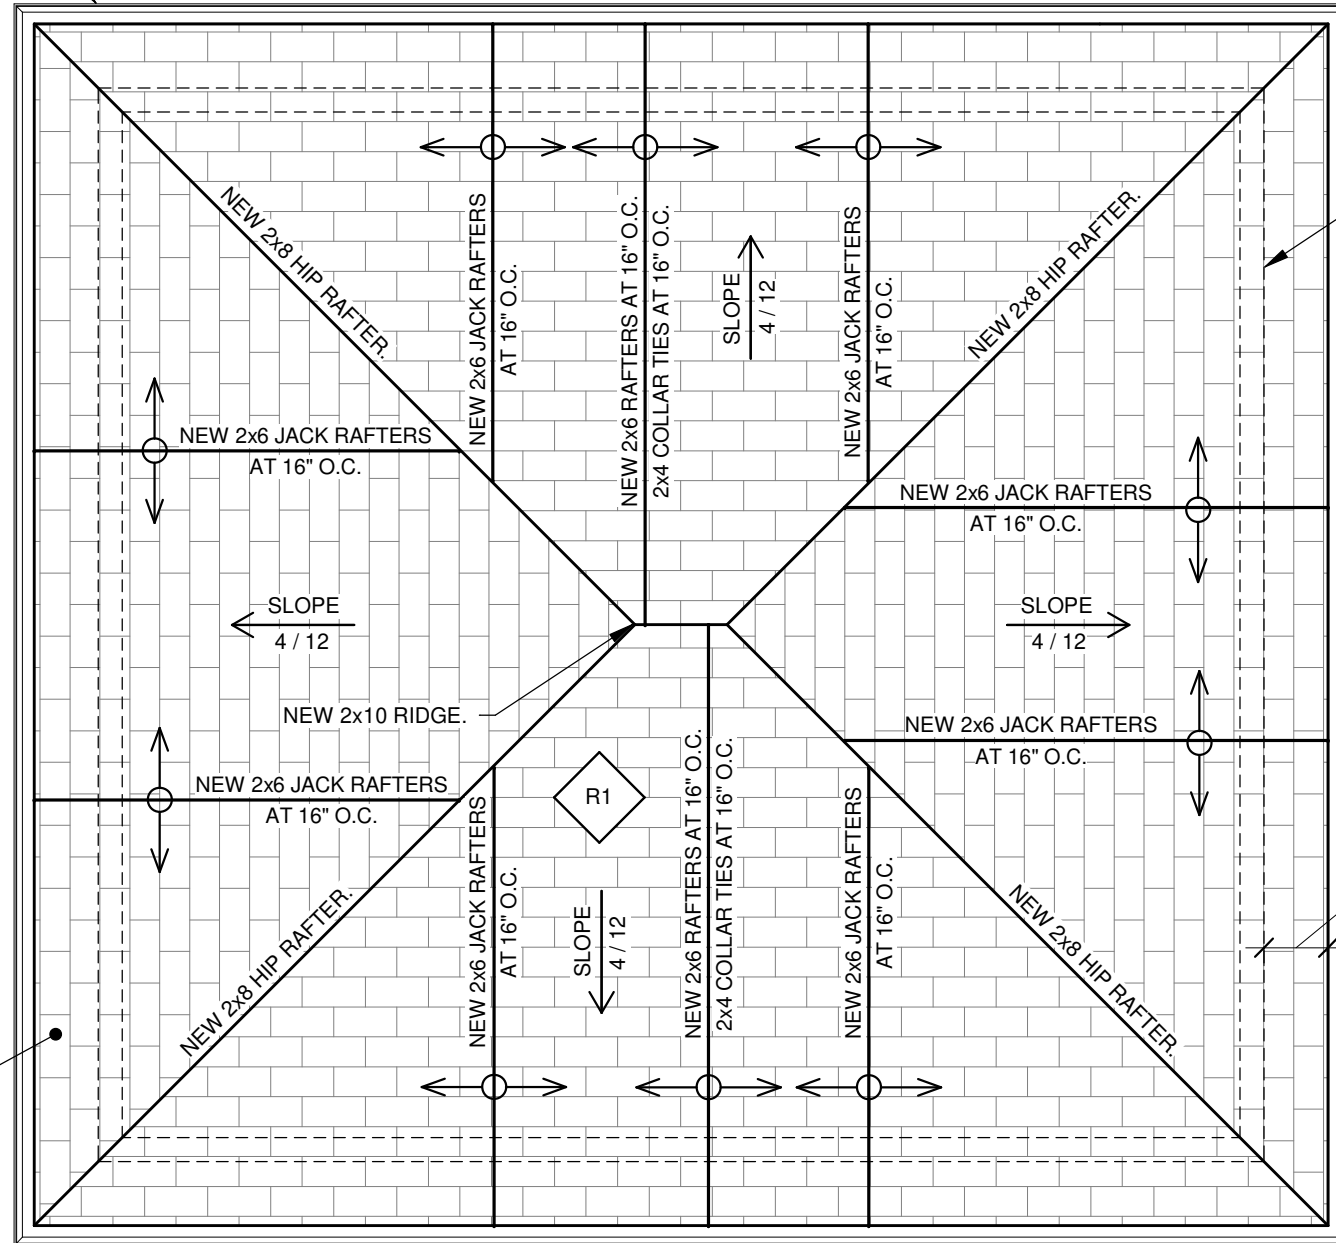 NEW 2x8 HIP RAFTER.
NEW 2x6 JACK RAFTERS
AT 16" O.C.
NEW 2x6 RAFTERS AT 16" O.C.
2x4 COLLAR TIES AT 16" O.C.
SLOPE
4 / 12
NEW 2x6 JACK RAFTERS
AT 16" O.C.
NEW 2x8 HIP RAFTER.
NEW 2x6 JACK RAFTERS
AT 16" O.C.
NEW 2x6 JACK RAFTERS
AT 16" O.C.
SLOPE
4 / 12
SLOPE
4 / 12
NEW 2x10 RIDGE.
NEW 2x6 JACK RAFTERS
AT 16" O.C.
NEW 2x6 JACK RAFTERS
AT 16" O.C.
R1
NEW 2x8 HIP RAFTER.
NEW 2x6 JACK RAFTERS
AT 16" O.C.
SLOPE
4 / 12
NEW 2x6 RAFTERS AT 16" O.C.
2x4 COLLAR TIES AT 16" O.C.
NEW 2x6 JACK RAFTERS
AT 16" O.C.
NEW 2x8 HIP RAFTER.